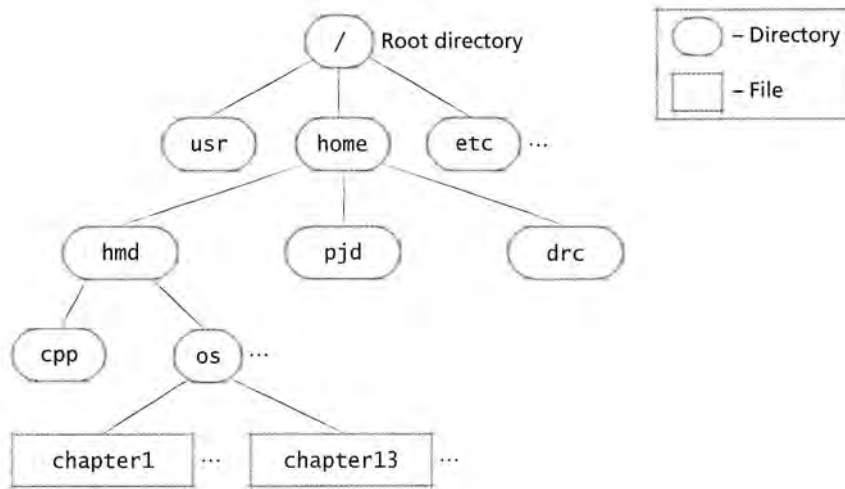 / Root directory
– Directory
– File
usr home etc ...
hmd pjd drc
cpp os ...
chapter1 ... chapter13 ...